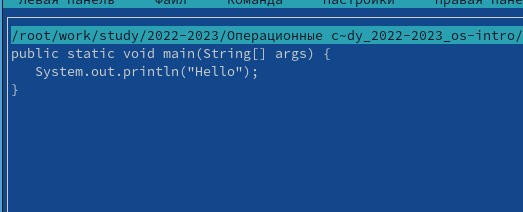 Левая панель Файл Команда Настройки Правая пане
/root/work/study/2022-2023/Операционные с~dy_2022-2023_os-intro/
public static void main(String[] args) {
   System.out.println("Hello");
}